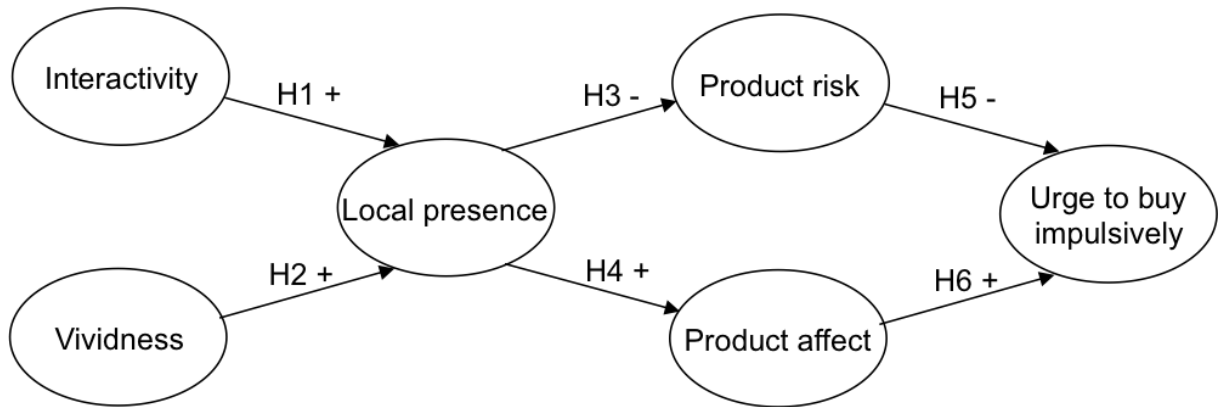 Interactivity
H1 +
H3 -
Product risk
H5 -
Local presence
Urge to buy
impulsively
Vividness
H2 +
H4 +
Product affect
H6 +